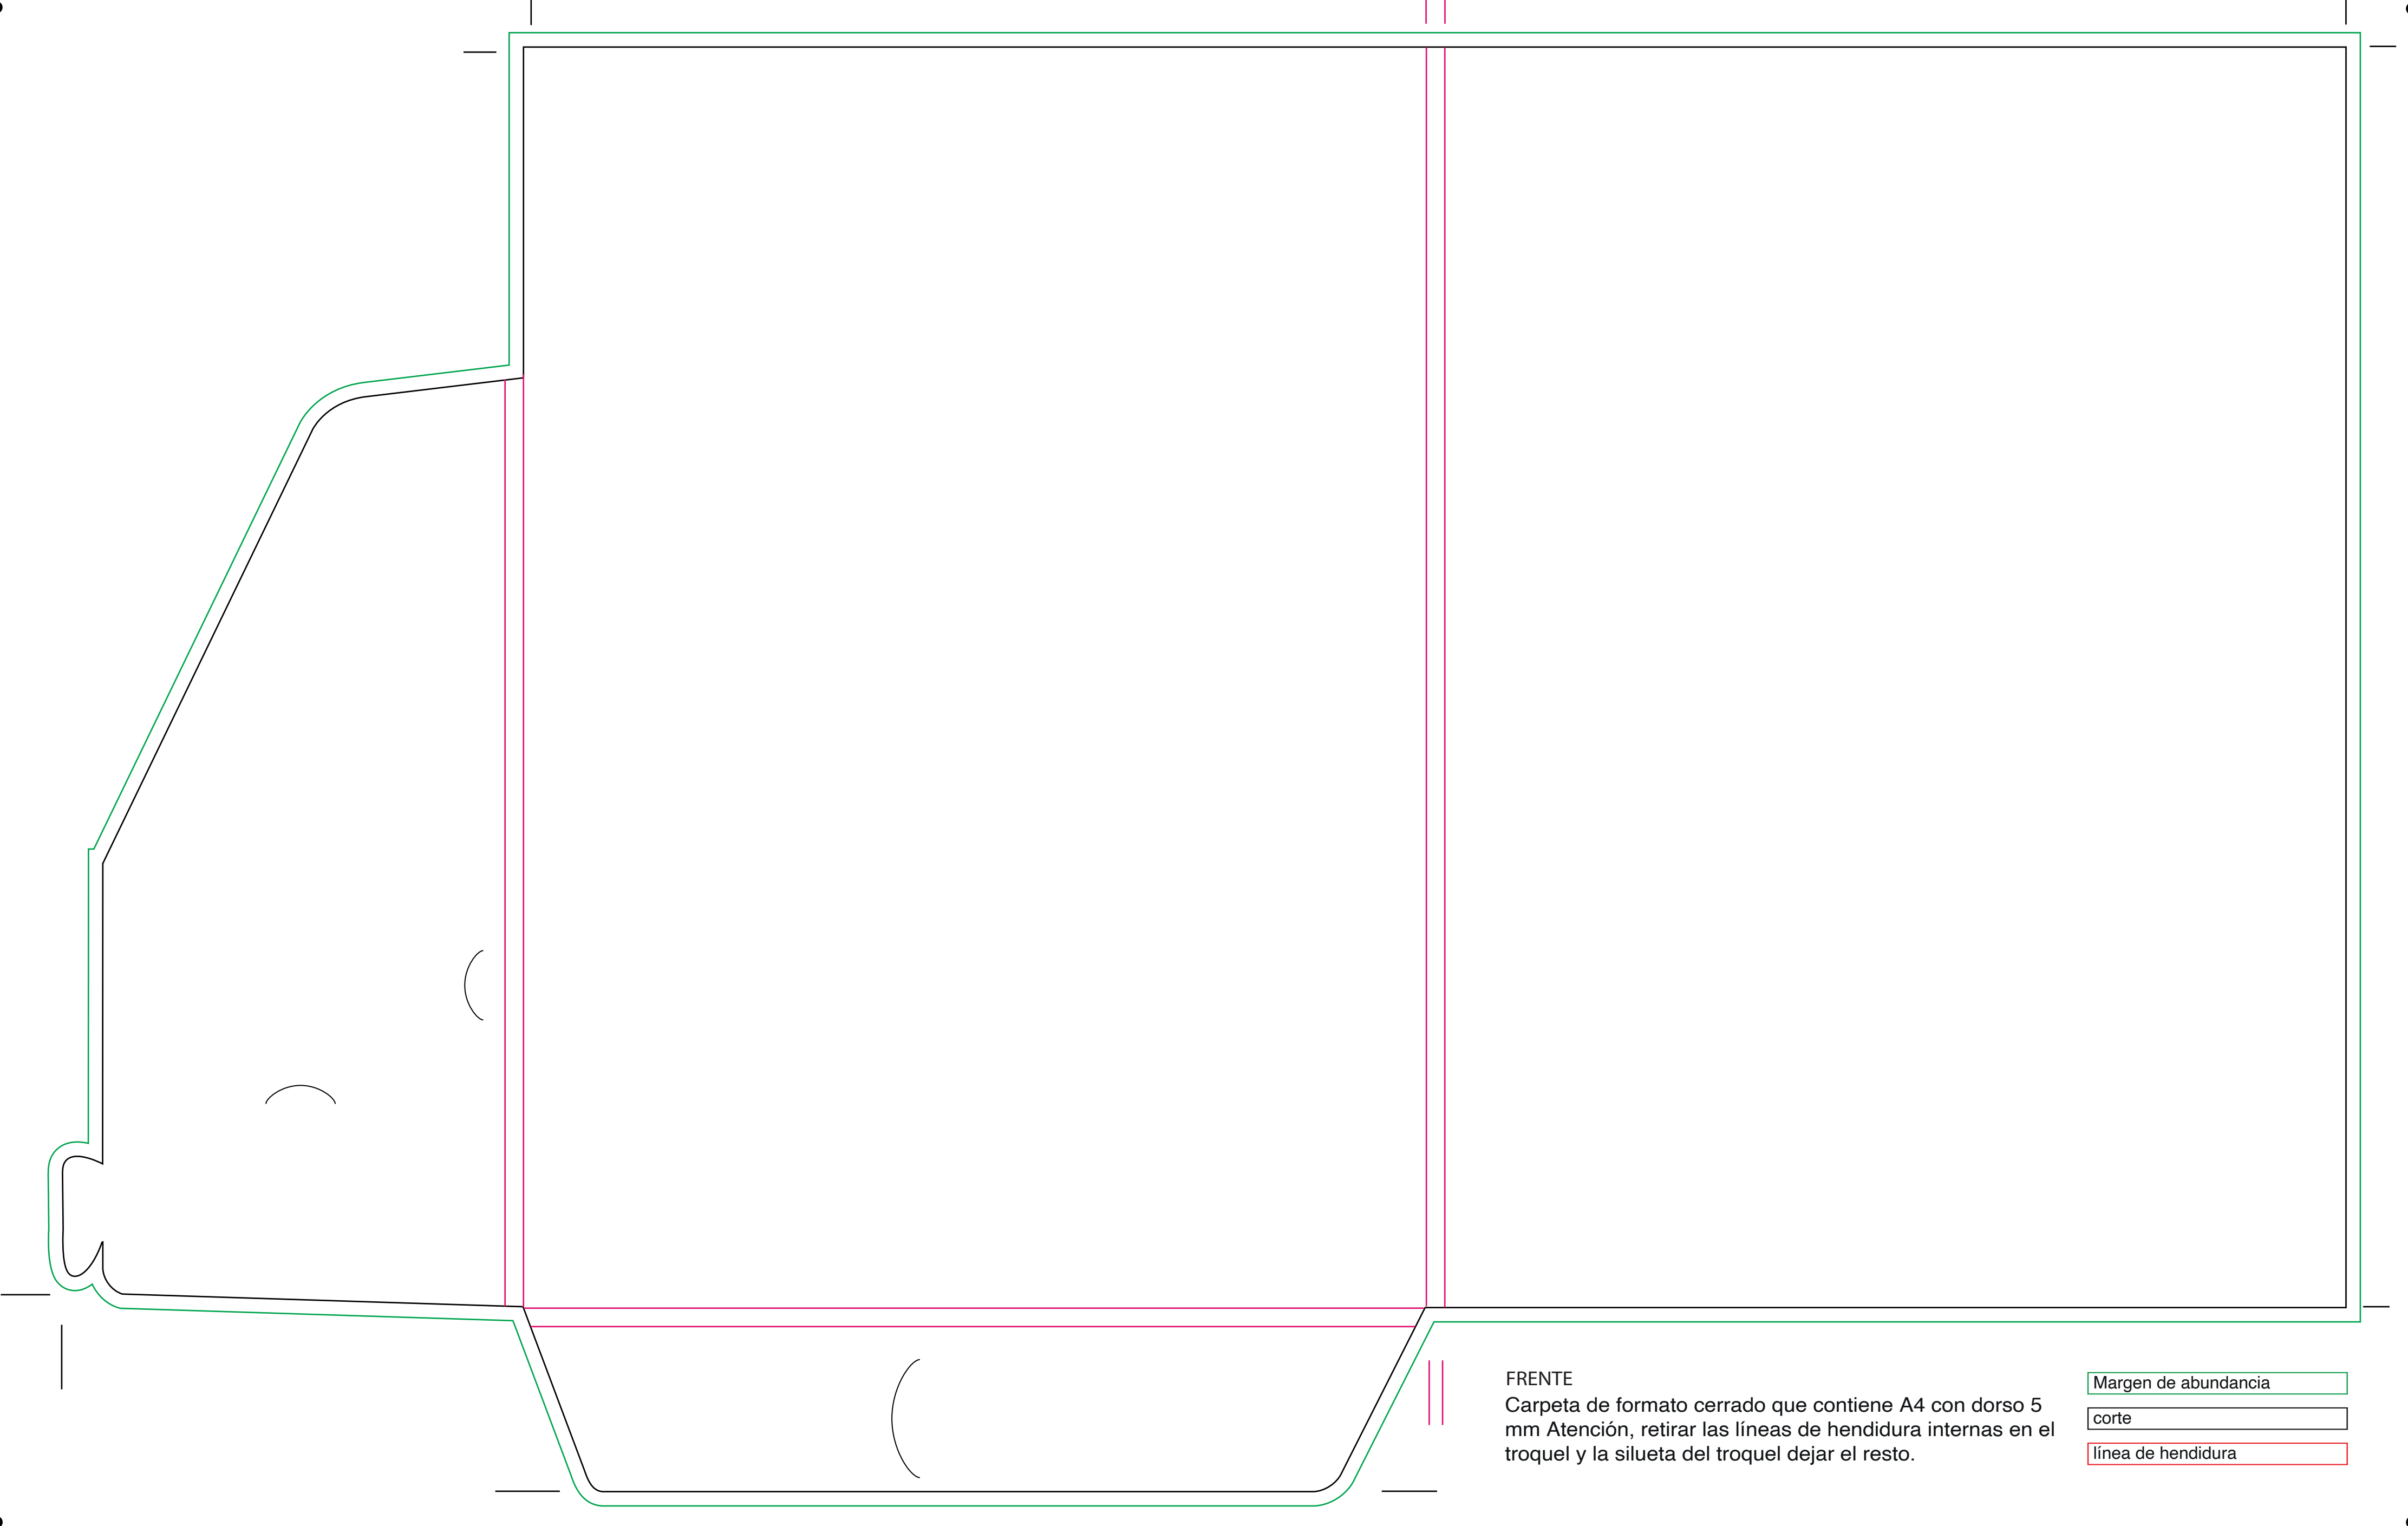 FRENTE
Carpeta de formato cerrado que contiene A4 con dorso 5
mm Atención, retirar las líneas de hendidura internas en el
troquel y la silueta del troquel dejar el resto.
Margen de abundancia
corte
línea de hendidura